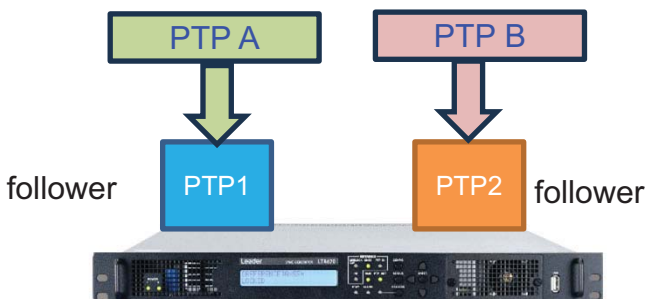 PTP A
PTP B
follower
PTP1
PTP2
follower
Leader
LT4670